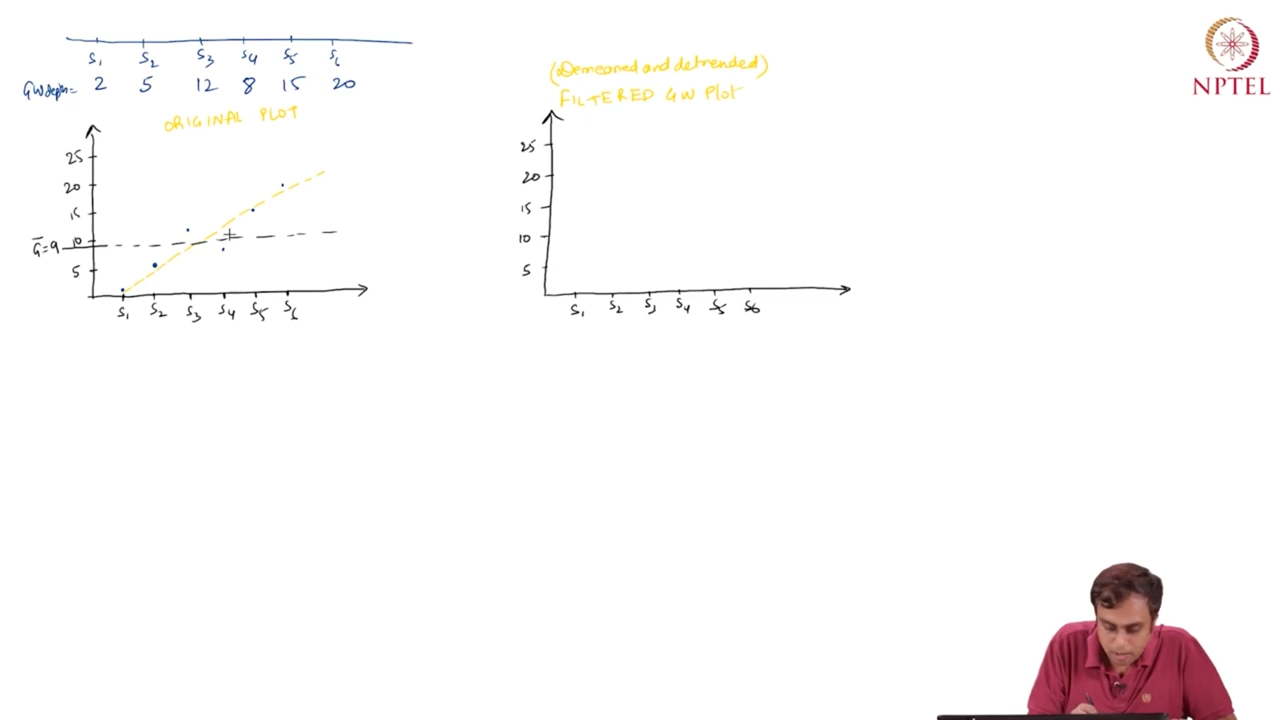 S1 S2 S3 S4 S5 S6
GW depth= 2 5 12 8 15 20
ORIGINAL PLOT
25
20
15
10
G̅=9
5
S1 S2 S3 S4 S5 S6
(Demeaned and detrended)
FILTERED GW Plot
25
20
15
10
5
S1 S2 S3 S4 S5 S6
NPTEL